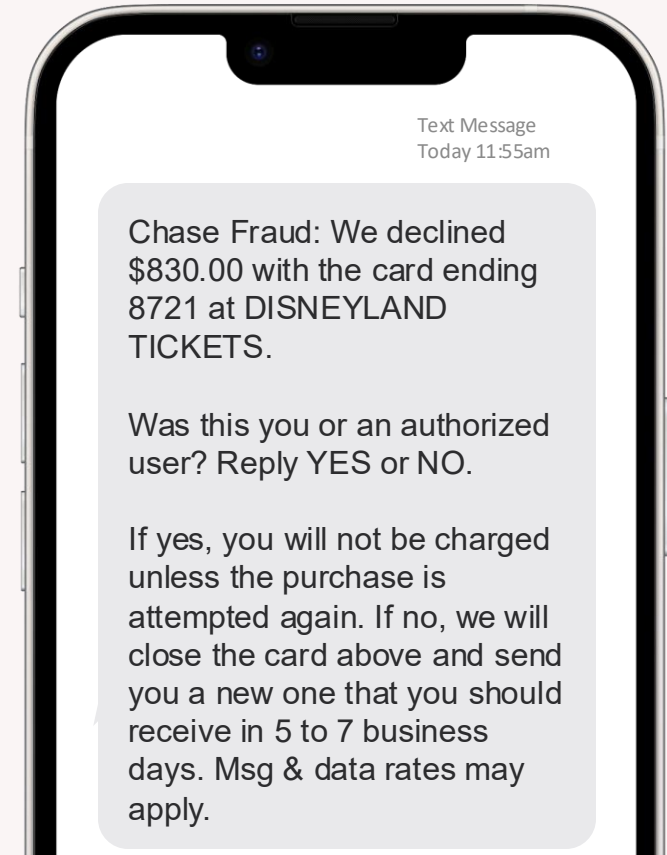 Text Message
Today 11:55am
Chase Fraud: We declined
$830.00 with the card ending
8721 at DISNEYLAND
TICKETS.
Was this you or an authorized
user? Reply YES or NO.
If yes, you will not be charged
unless the purchase is
attempted again. If no, we will
close the card above and send
you a new one that you should
receive in 5 to 7 business
days. Msg & data rates may
apply.